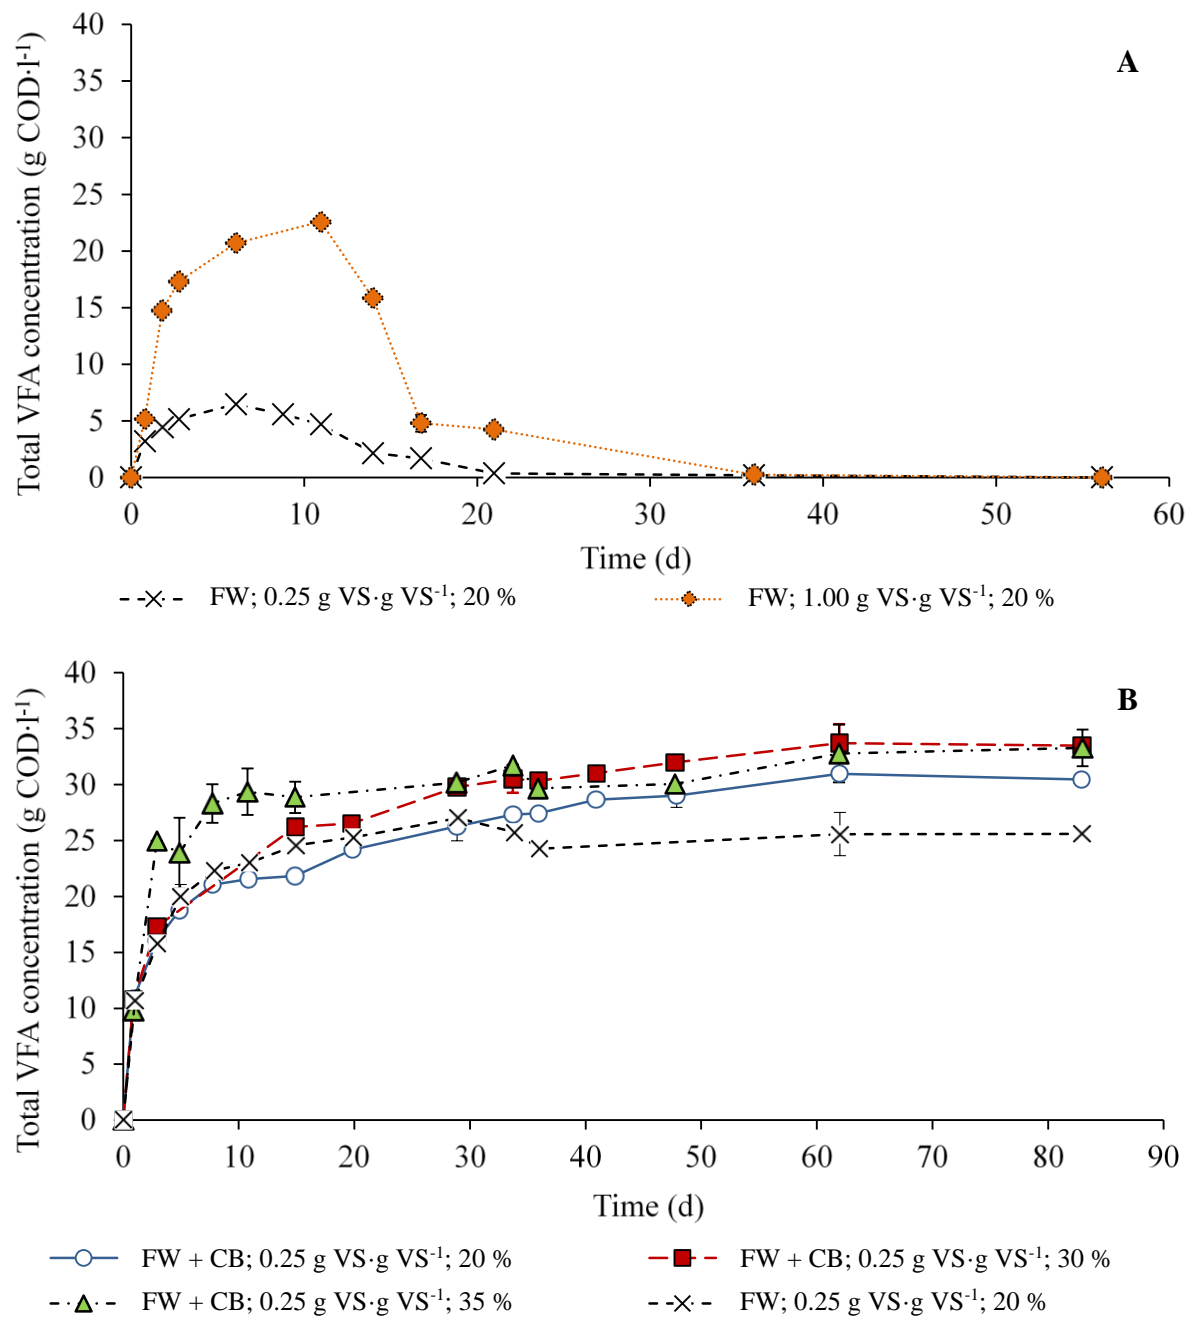 Total VFA concentration (g COD·l⁻¹)
40
35
30
25
20
15
10
5
0
A
0 10 20 30 40 50 60
Time (d)
FW; 0.25 g VS·g VS⁻¹; 20 % FW; 1.00 g VS·g VS⁻¹; 20 %
Total VFA concentration (g COD·l⁻¹)
40
35
30
25
20
15
10
5
0
B
0 10 20 30 40 50 60 70 80 90
Time (d)
FW + CB; 0.25 g VS·g VS⁻¹; 20 % FW + CB; 0.25 g VS·g VS⁻¹; 30 %
FW + CB; 0.25 g VS·g VS⁻¹; 35 % FW; 0.25 g VS·g VS⁻¹; 20 %